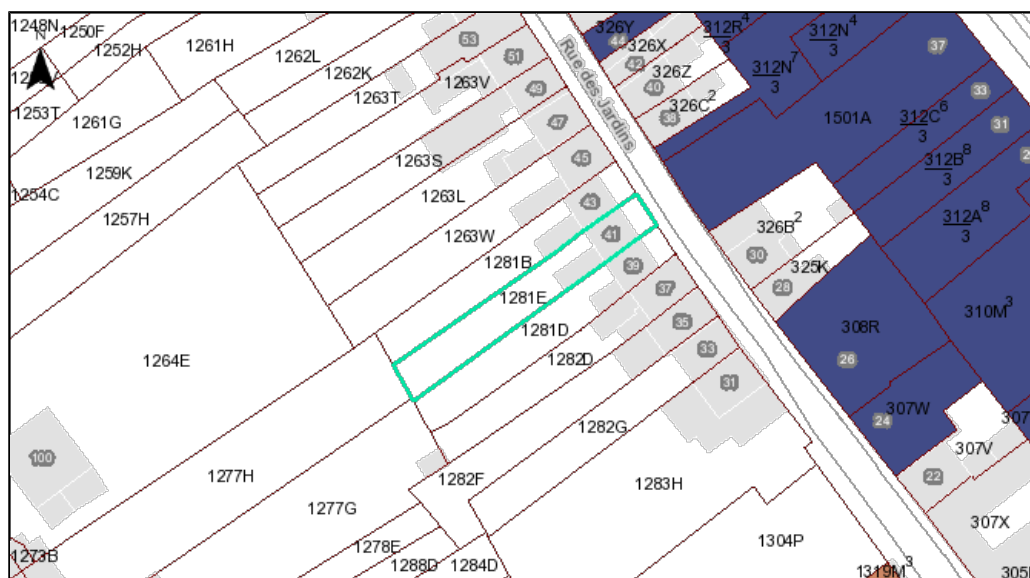 1248N
1250F
1252H
1261H
1262L
1262K
1263T
1263V
53
51
49
47
45
43
41
39
37
35
33
31
Rue des Jardins
326Y
44
326X
42
326Z
40
326C²
38
312R⁴
3
312N⁴
3
312N⁷
3
37
33
31
1501A
312C⁶
3
312B⁸
3
312A⁸
3
N
1253T
1261G
1259K
1254C
1257H
1263S
1263L
1263W
1281B
1281E
1281D
1282D
1264E
326B²
30
325K
28
308R
26
310M³
307W
24
307
307V
22
307X
100
1277H
1277G
1282F
1282G
1283H
1278E
1288D
1284D
1273B
1304P
1319M³